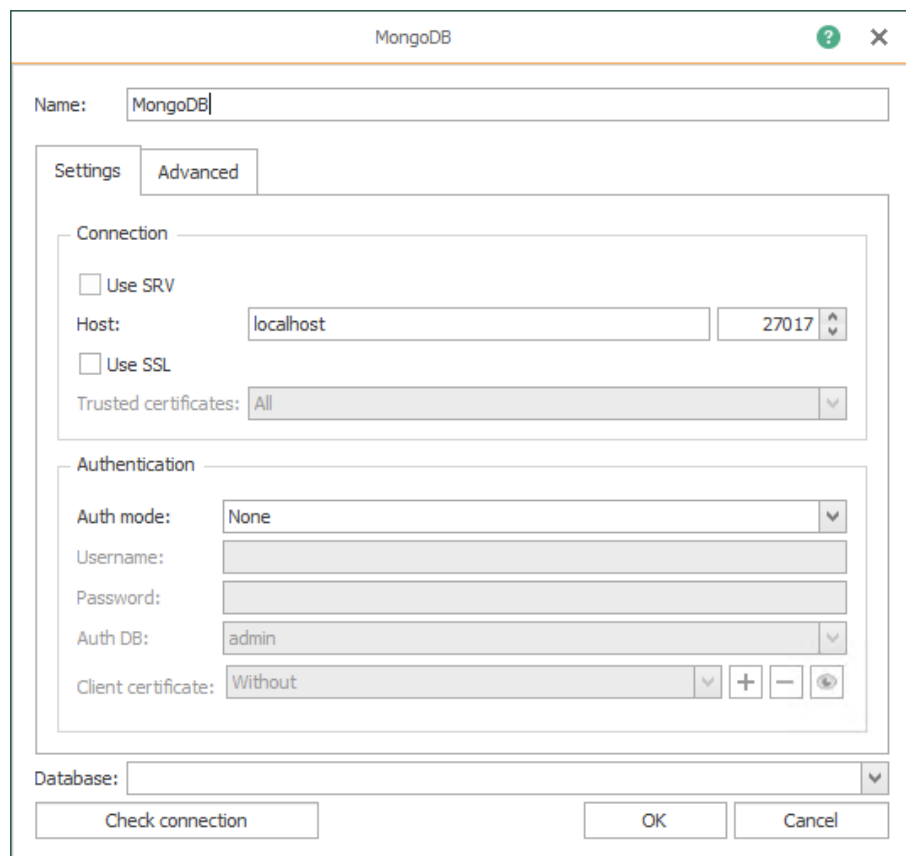 MongoDB ?
Name: MongoDB
Settings Advanced
Connection
Use SRV
Host: localhost 27017
Use SSL
Trusted certificates: All
Authentication
Auth mode: None
Username:
Password:
Auth DB: admin
Client certificate: Without
Database:
Check connection OK Cancel